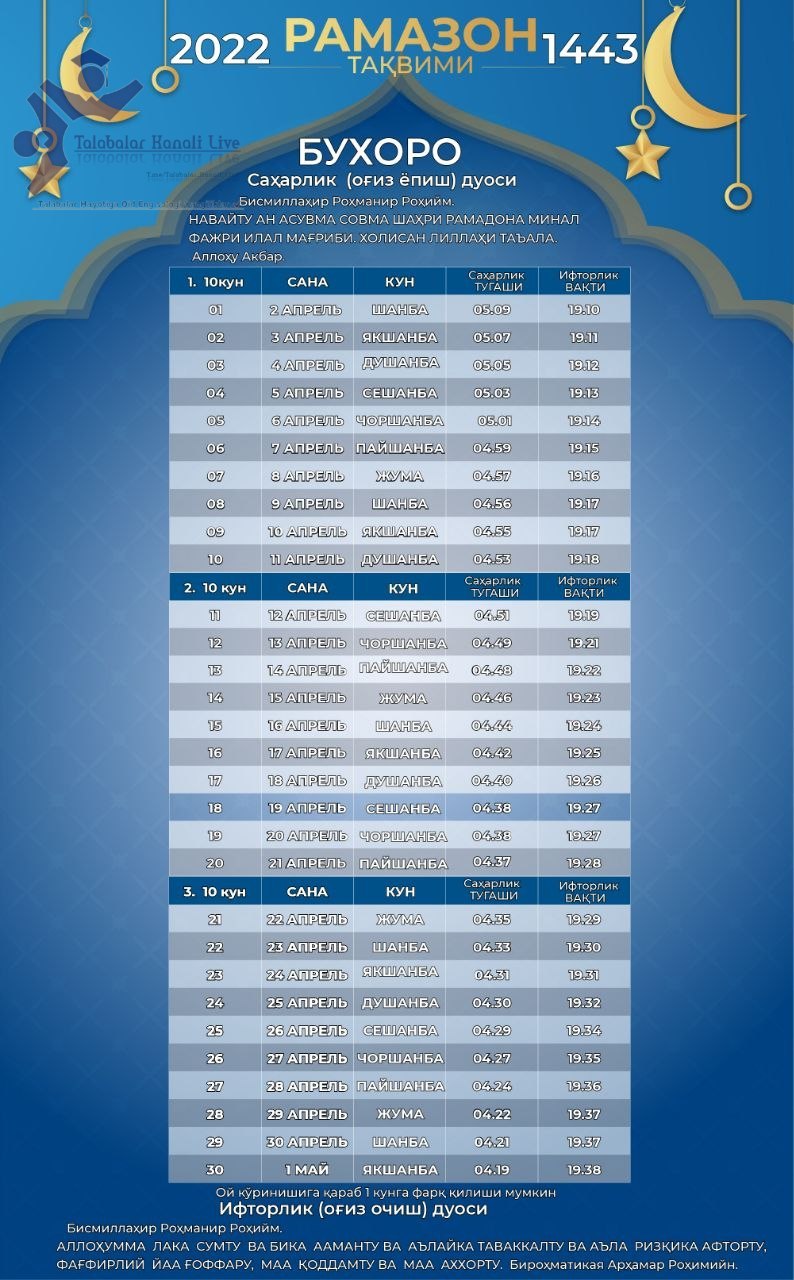 2022 РАМАЗОН 1443
ТАҚВИМИ
Talabalar Kanali Live
БУХОРО
Саҳарлик (оғиз ёпиш) дуоси
Бисмиллаҳир Роҳманир Роҳийм.
НАВАЙТУ АН АСУВМА СОВМА ШАҲРИ РАМАДОНА МИНАЛ
ФАЖРИ ИЛАЛ МАҒРИБИ. ХОЛИСАН ЛИЛЛАҲИ ТАЪАЛА.
Аллоҳу Акбар.
1. 10кун САНА КУН Саҳарлик ТУГАШИ Ифторлик ВАҚТИ
01 2 АПРЕЛЬ ШАНБА 05.09 19.10
02 3 АПРЕЛЬ ЯКШАНБА 05.07 19.11
03 4 АПРЕЛЬ ДУШАНБА 05.05 19.12
04 5 АПРЕЛЬ СЕШАНБА 05.03 19.13
05 6 АПРЕЛЬ ЧОРШАНБА 05.01 19.14
06 7 АПРЕЛЬ ПАЙШАНБА 04.59 19.15
07 8 АПРЕЛЬ ЖУМА 04.57 19.16
08 9 АПРЕЛЬ ШАНБА 04.56 19.17
09 10 АПРЕЛЬ ЯКШАНБА 04.55 19.17
10 11 АПРЕЛЬ ДУШАНБА 04.53 19.18
2. 10 кун САНА КУН Саҳарлик ТУГАШИ Ифторлик ВАҚТИ
11 12 АПРЕЛЬ СЕШАНБА 04.51 19.19
12 13 АПРЕЛЬ ЧОРШАНБА 04.49 19.21
13 14 АПРЕЛЬ ПАЙШАНБА 04.48 19.22
14 15 АПРЕЛЬ ЖУМА 04.46 19.23
15 16 АПРЕЛЬ ШАНБА 04.44 19.24
16 17 АПРЕЛЬ ЯКШАНБА 04.42 19.25
17 18 АПРЕЛЬ ДУШАНБА 04.40 19.26
18 19 АПРЕЛЬ СЕШАНБА 04.38 19.27
19 20 АПРЕЛЬ ЧОРШАНБА 04.38 19.27
20 21 АПРЕЛЬ ПАЙШАНБА 04.37 19.28
3. 10 кун САНА КУН Саҳарлик ТУГАШИ Ифторлик ВАҚТИ
21 22 АПРЕЛЬ ЖУМА 04.35 19.29
22 23 АПРЕЛЬ ШАНБА 04.33 19.30
23 24 АПРЕЛЬ ЯКШАНБА 04.31 19.31
24 25 АПРЕЛЬ ДУШАНБА 04.30 19.32
25 26 АПРЕЛЬ СЕШАНБА 04.29 19.34
26 27 АПРЕЛЬ ЧОРШАНБА 04.27 19.35
27 28 АПРЕЛЬ ПАЙШАНБА 04.24 19.36
28 29 АПРЕЛЬ ЖУМА 04.22 19.37
29 30 АПРЕЛЬ ШАНБА 04.21 19.37
30 1 МАЙ ЯКШАНБА 04.19 19.38
Ой кўринишига қараб 1 кунга фарқ қилиши мумкин
Ифторлик (оғиз очиш) дуоси
Бисмиллаҳир Роҳманир Роҳийм.
АЛЛОҲУММА ЛАКА СУМТУ ВА БИКА ААМАНТУ ВА АЪЛАЙКА ТАВАККАЛТУ ВА АЪЛА РИЗҚИКА АФТОРТУ,
ФАҒФИРЛИЙ ЙАА ҒОФФАРУ, МАА ҚОДДАМТУ ВА МАА АХХОРТУ. Бироҳматикая Арҳамар Роҳимийн.